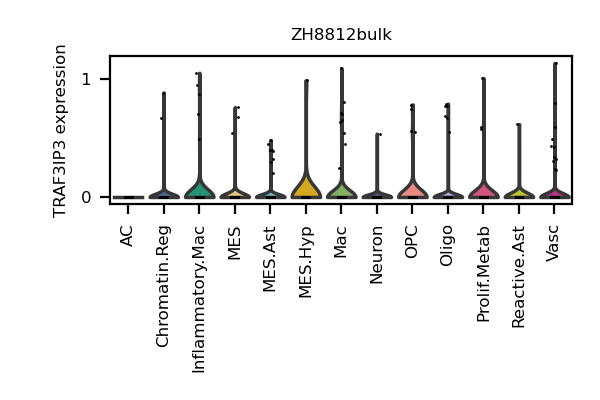 ZH8812bulk
TRAF3IP3 expression
1
0
AC
Chromatin.Reg
Inflammatory.Mac
MES
MES.Ast
MES.Hyp
Mac
Neuron
OPC
Oligo
Prolif.Metab
Reactive.Ast
Vasc